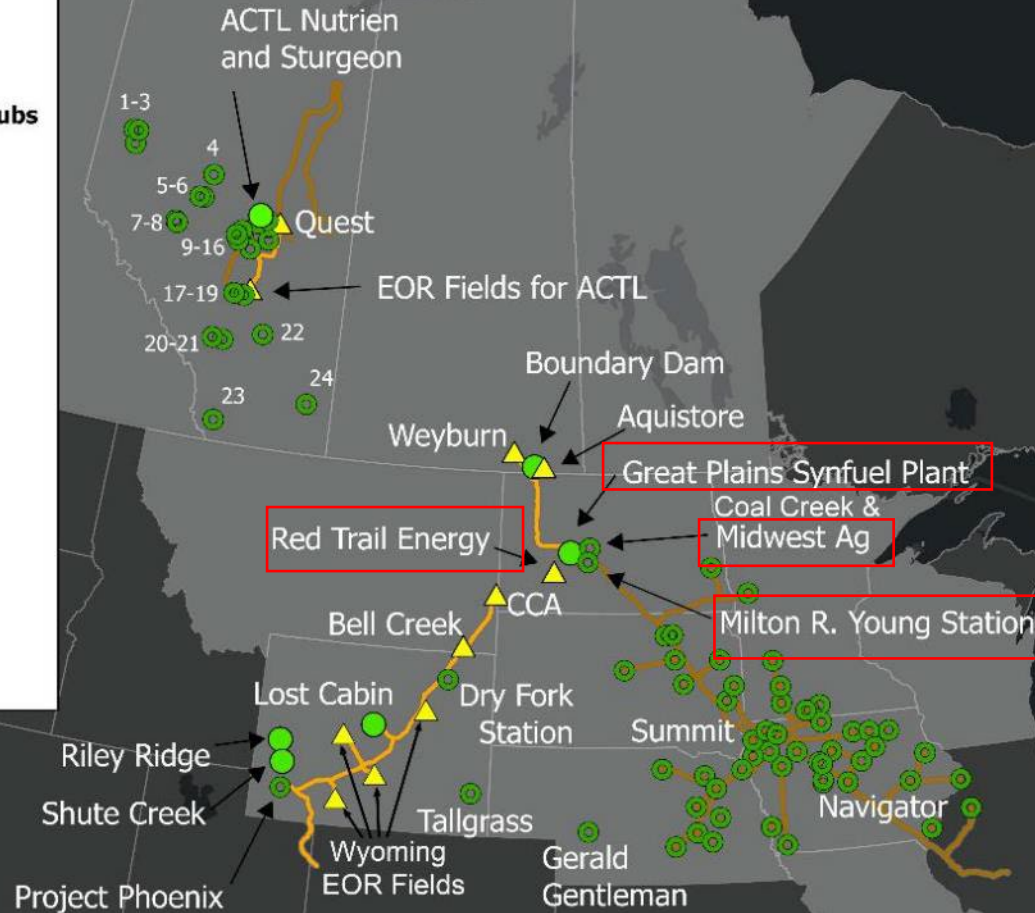 ubs
ACTL Nutrien
and Sturgeon
1-3
4
5-6
7-8
Quest
9-16
EOR Fields for ACTL
17-19
22
20-21
24
23
Boundary Dam
Aquistore
Weyburn
Great Plains Synfuel Plant
Coal Creek &
Midwest Ag
Red Trail Energy
CCA
Milton R. Young Station
Bell Creek
Lost Cabin
Dry Fork
Station
Summit
Riley Ridge
Shute Creek
Navigator
Tallgrass
Wyoming
EOR Fields
Gerald
Gentleman
Project Phoenix